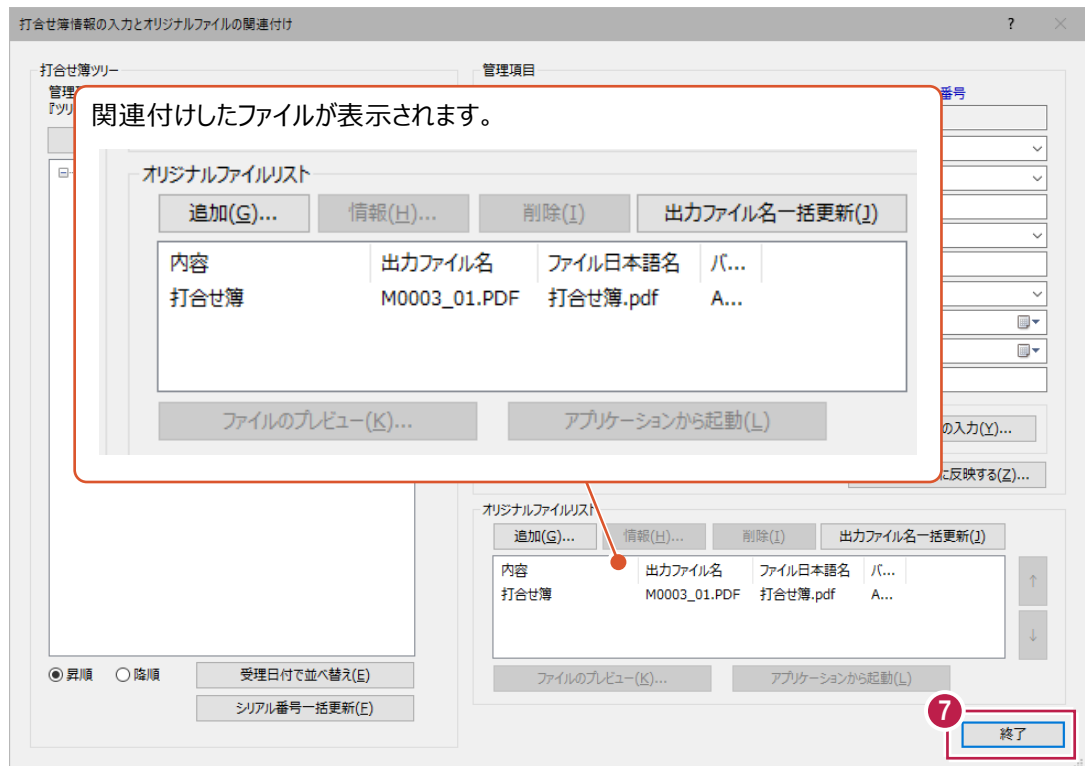 打合せ簿情報の入力とオリジナルファイルの関連付け
?
打合せ簿ツリー
管理項目
番号
関連付けしたファイルが表示されます。
オリジナルファイルリスト
追加(G)...
情報(H)...
削除(I)
出力ファイル名一括更新(J)
内容 出力ファイル名 ファイル日本語名 バ...
打合せ簿 M0003_01.PDF 打合せ簿.pdf A...
ファイルのプレビュー(K)...
アプリケーションから起動(L)
の入力(Y)...
に反映する(Z)...
オリジナルファイルリスト
追加(G)...
情報(H)...
削除(I)
出力ファイル名一括更新(J)
内容 出力ファイル名 ファイル日本語名 バ...
打合せ簿 M0003_01.PDF 打合せ簿.pdf A...
↑
↓
ファイルのプレビュー(K)...
アプリケーションから起動(L)
昇順 降順
受理日付で並べ替え(E)
シリアル番号一括更新(F)
7
終了